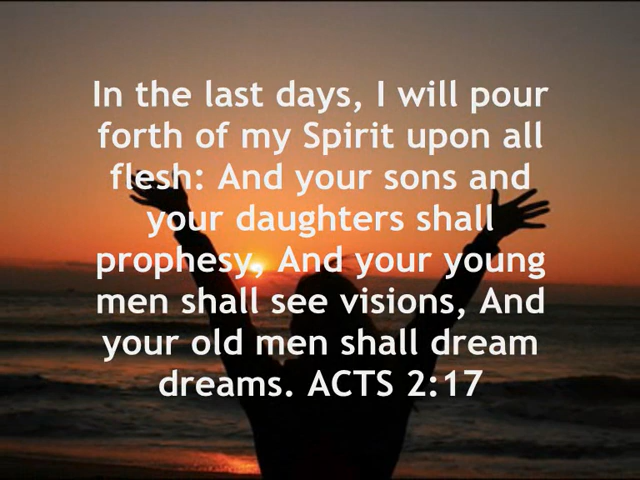 In the last days, I will pour
forth of my Spirit upon all
flesh: And your sons and
your daughters shall
prophesy, And your young
men shall see visions, And
your old men shall dream
dreams. ACTS 2:17